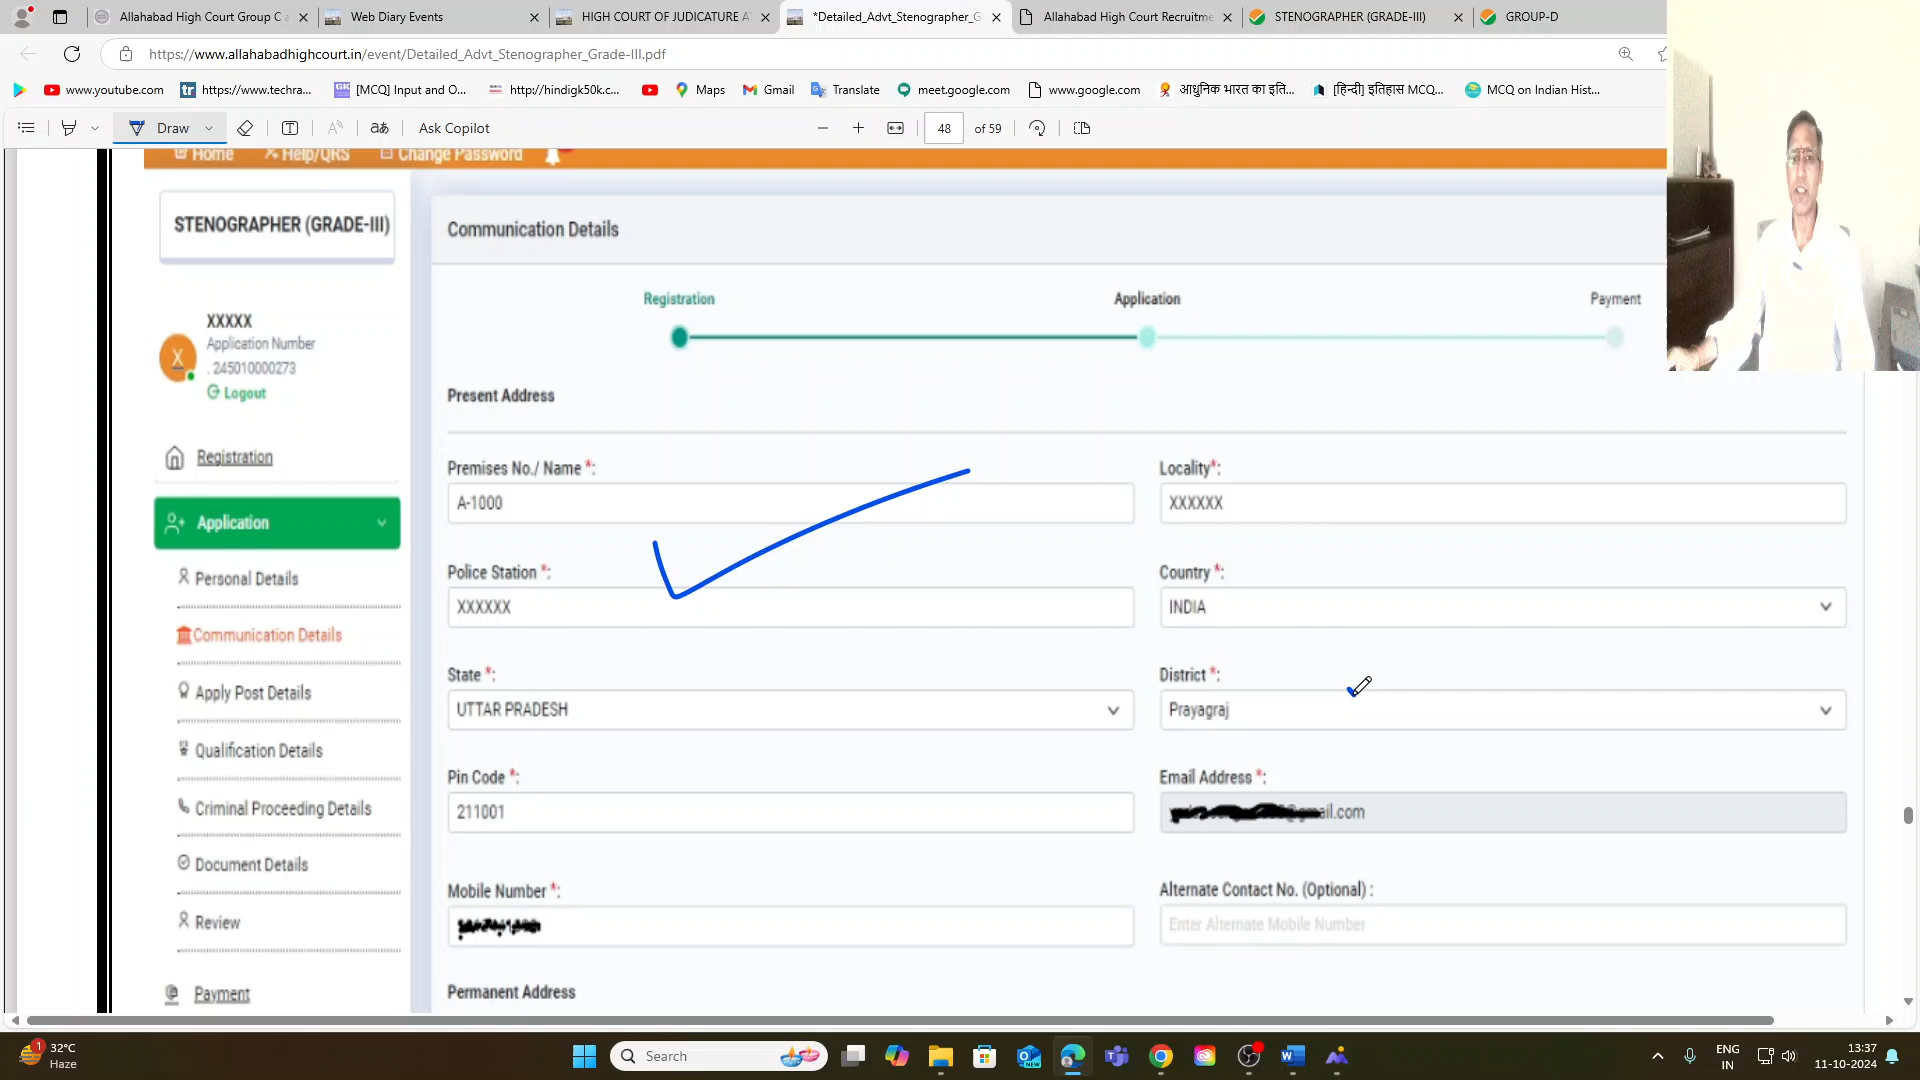 Allahabad High Court Group C a
Web Diary Events
HIGH COURT OF JUDICATURE AT
*Detailed_Advt_Stenographer_G
Allahabad High Court Recruitme
STENOGRAPHER (GRADE-III)
GROUP-D
https://www.allahabadhighcourt.in/event/Detailed_Advt_Stenographer_Grade-III.pdf
www.youtube.com
https://www.techra...
[MCQ] Input and O...
http://hindigk50k.c...
Maps
Gmail
Translate
meet.google.com
www.google.com
आधुनिक भारत का इति...
[हिन्दी] इतिहास MCQ...
MCQ on Indian Hist...
Draw
Ask Copilot
48 of 59
Home
Help/QRS
Change Password
STENOGRAPHER (GRADE-III)
Communication Details
Registration
Application
Payment
XXXXX
Application Number
. 245010000273
X
Logout
Present Address
Registration
Premises No./ Name *:
Locality*:
A-1000
XXXXXX
Application
Police Station *:
Country *:
Personal Details
XXXXXX
INDIA
Communication Details
State *:
District *:
Apply Post Details
UTTAR PRADESH
Prayagraj
Qualification Details
Pin Code *:
Email Address *:
Criminal Proceeding Details
211001
ail.com
Document Details
Mobile Number *:
Alternate Contact No. (Optional) :
Review
Enter Alternate Mobile Number
Payment
Permanent Address
1
32°C
Haze
Search
NEW
ENG
IN
13:37
11-10-2024